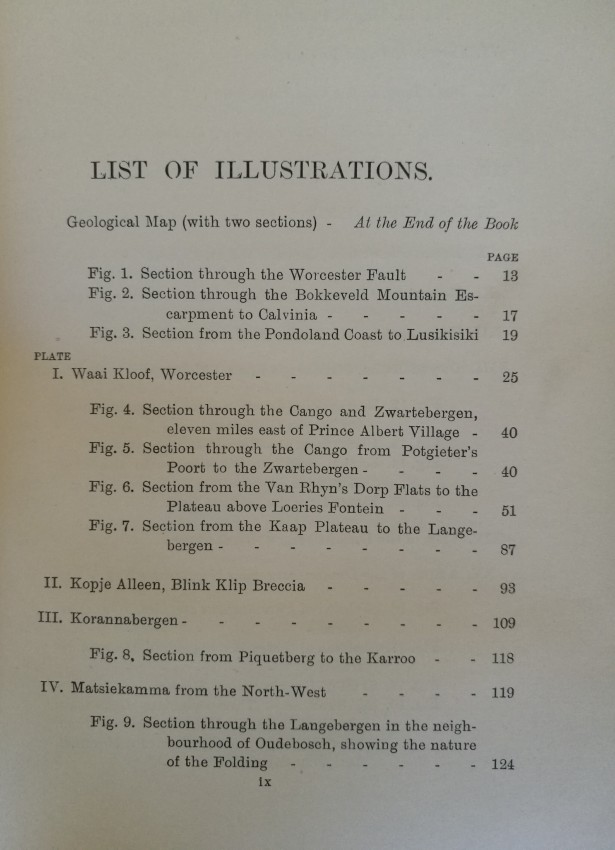 LIST OF ILLUSTRATIONS.
Geological Map (with two sections) - At the End of the Book
PAGE
Fig. 1. Section through the Worcester Fault - - 13
Fig. 2. Section through the Bokkeveld Mountain Es-
carpment to Calvinia - - - - - 17
Fig. 3. Section from the Pondoland Coast to Lusikisiki 19
PLATE
I. Waai Kloof, Worcester - - - - - - - 25
Fig. 4. Section through the Cango and Zwartebergen,
eleven miles east of Prince Albert Village - 40
Fig. 5. Section through the Cango from Potgieter's
Poort to the Zwartebergen - - - - 40
Fig. 6. Section from the Van Rhyn's Dorp Flats to the
Plateau above Loeries Fontein - - - 51
Fig. 7. Section from the Kaap Plateau to the Lange-
bergen - - - - - - - - 87
II. Kopje Alleen, Blink Klip Breccia - - - - - 93
III. Korannabergen - - - - - - - - - 109
Fig. 8, Section from Piquetberg to the Karroo - - 118
IV. Matsiekamma from the North-West - - - - 119
Fig. 9. Section through the Langebergen in the neigh-
bourhood of Oudebosch, showing the nature
of the Folding - - - - - - 124
ix